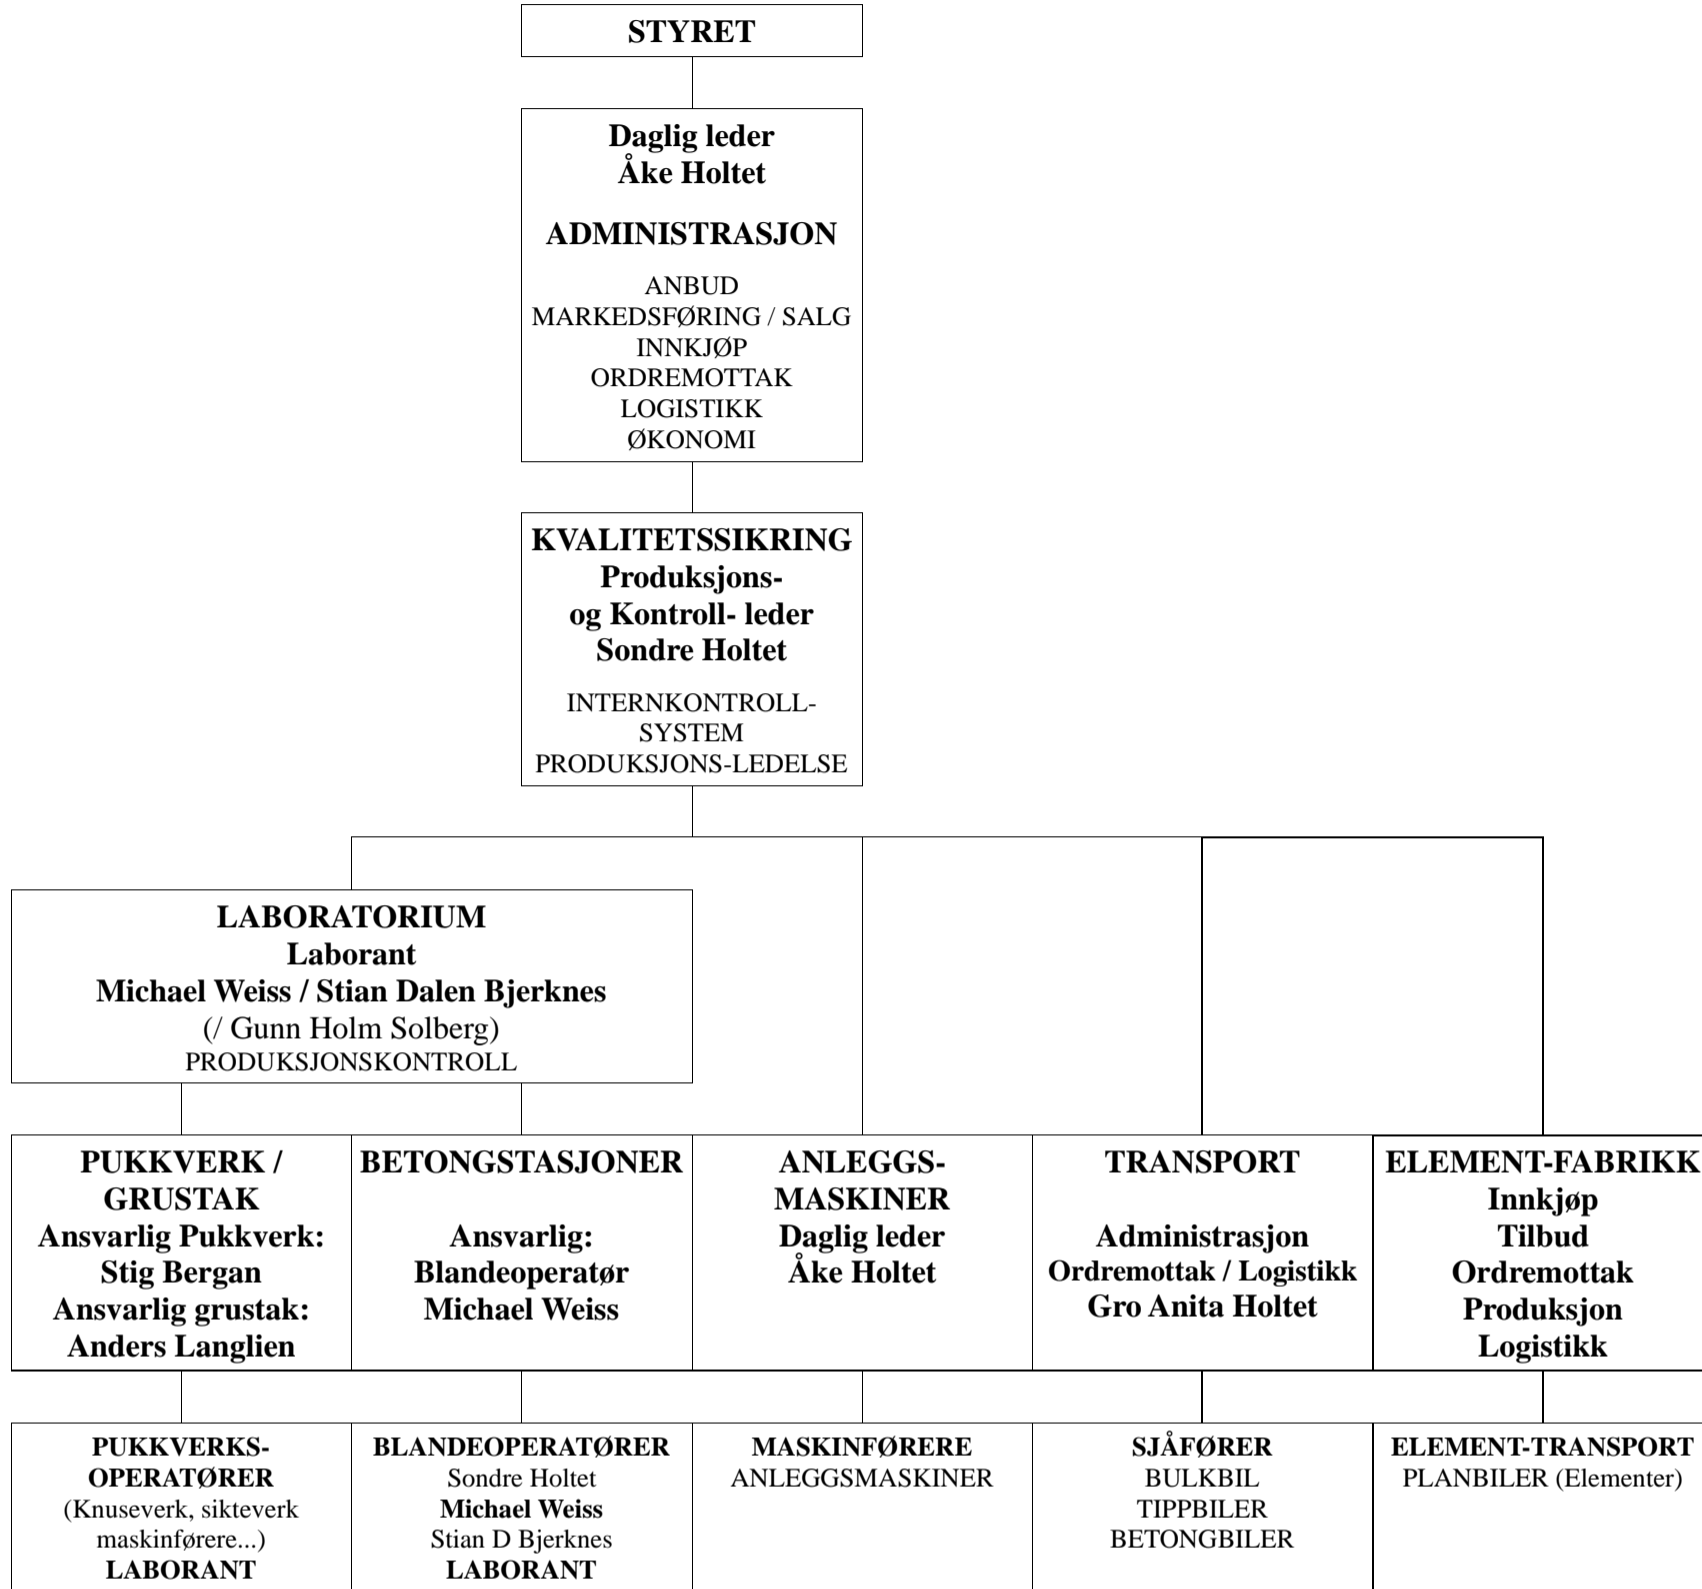 STYRET
Daglig leder
Åke Holtet
ADMINISTRASJON
ANBUD
MARKEDSFØRING / SALG
INNKJØP
ORDREMOTTAK
LOGISTIKK
ØKONOMI
KVALITETSSIKRING
Produksjons-
og Kontroll- leder
Sondre Holtet
INTERNKONTROLL-
SYSTEM
PRODUKSJONS-LEDELSE
LABORATORIUM
Laborant
Michael Weiss / Stian Dalen Bjerknes
(/ Gunn Holm Solberg)
PRODUKSJONSKONTROLL
PUKKVERK /
GRUSTAK
Ansvarlig Pukkverk:
Stig Bergan
Ansvarlig grustak:
Anders Langlien
BETONGSTASJONER
Ansvarlig:
Blandeoperatør
Michael Weiss
ANLEGGS-
MASKINER
Daglig leder
Åke Holtet
TRANSPORT
Administrasjon
Ordremottak / Logistikk
Gro Anita Holtet
ELEMENT-FABRIKK
Innkjøp
Tilbud
Ordremottak
Produksjon
Logistikk
PUKKVERKS-
OPERATØRER
(Knuseverk, sikteverk
maskinførere...)
LABORANT
BLANDEOPERATØRER
Sondre Holtet
Michael Weiss
Stian D Bjerknes
LABORANT
MASKINFØRERE
ANLEGGSMASKINER
SJÅFØRER
BULKBIL
TIPPBILER
BETONGBILER
ELEMENT-TRANSPORT
PLANBILER (Elementer)